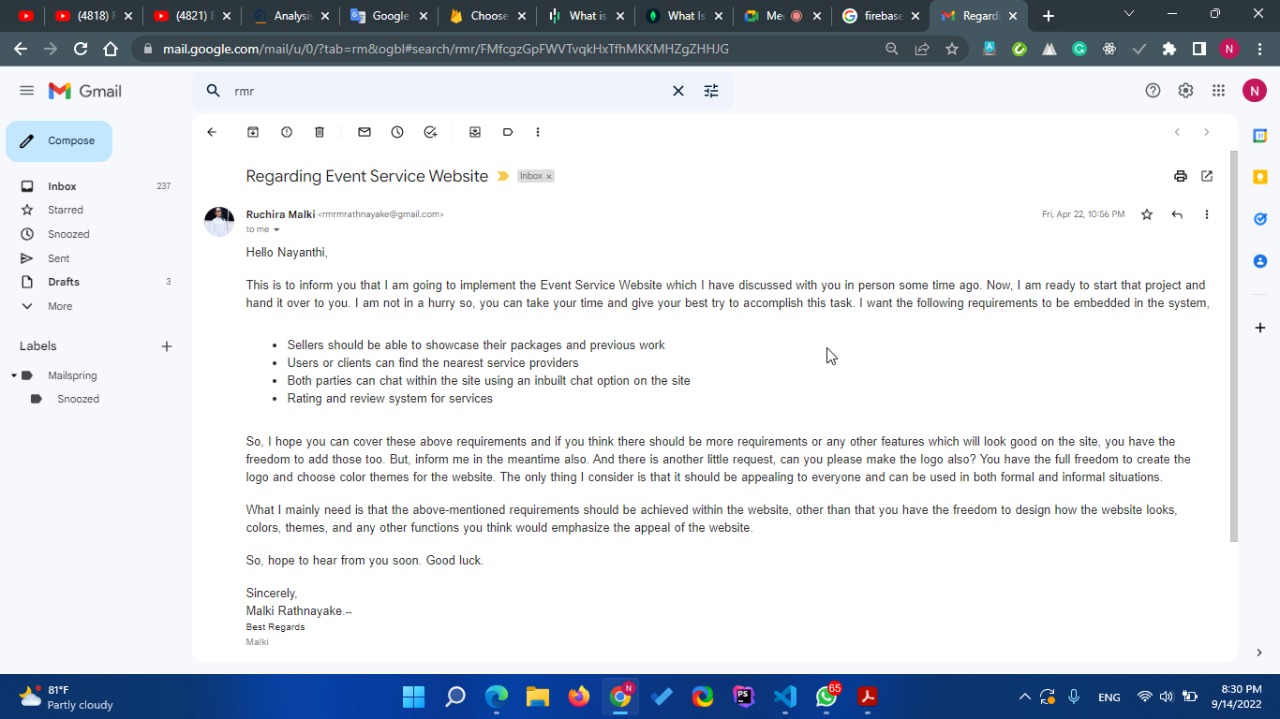 (4818) F
(4821) E
Analysis
Google
Choose
What is
What Is
Me
firebase
Regardi
mail.google.com/mail/u/0/?tab=rm&ogbl#search/rmr/FMfcgzGpFWVTvqkHxTfhMKKMHZgZHHJG
N
Gmail
rmr
N
Compose
Inbox 237
Starred
Snoozed
Sent
Drafts 3
More
Labels
Mailspring
Snoozed
Regarding Event Service Website Inbox x
Ruchira Malki <rmrmrathnayake@gmail.com> Fri, Apr 22, 10:56 PM
to me
Hello Nayanthi,
This is to inform you that I am going to implement the Event Service Website which I have discussed with you in person some time ago. Now, I am ready to start that project and
hand it over to you. I am not in a hurry so, you can take your time and give your best try to accomplish this task. I want the following requirements to be embedded in the system,
• Sellers should be able to showcase their packages and previous work
• Users or clients can find the nearest service providers
• Both parties can chat within the site using an inbuilt chat option on the site
• Rating and review system for services
So, I hope you can cover these above requirements and if you think there should be more requirements or any other features which will look good on the site, you have the
freedom to add those too. But, inform me in the meantime also. And there is another little request, can you please make the logo also? You have the full freedom to create the
logo and choose color themes for the website. The only thing I consider is that it should be appealing to everyone and can be used in both formal and informal situations.
What I mainly need is that the above-mentioned requirements should be achieved within the website, other than that you have the freedom to design how the website looks,
colors, themes, and any other functions you think would emphasize the appeal of the website.
So, hope to hear from you soon. Good luck.
Sincerely,
Malki Rathnayake.--
Best Regards
Malki
81°F
Partly cloudy
N
PS
65
ENG
8:30 PM
9/14/2022